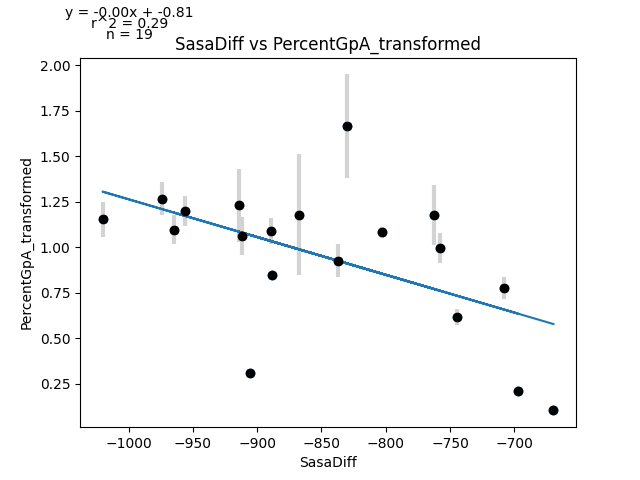 y = -0.00x + -0.81
r^2 = 0.29
n = 19
SasaDiff vs PercentGpA_transformed
2.00
1.75
1.50
1.25
1.00
0.75
0.50
0.25
PercentGpA_transformed
−1000 −950 −900 −850 −800 −750 −700
SasaDiff